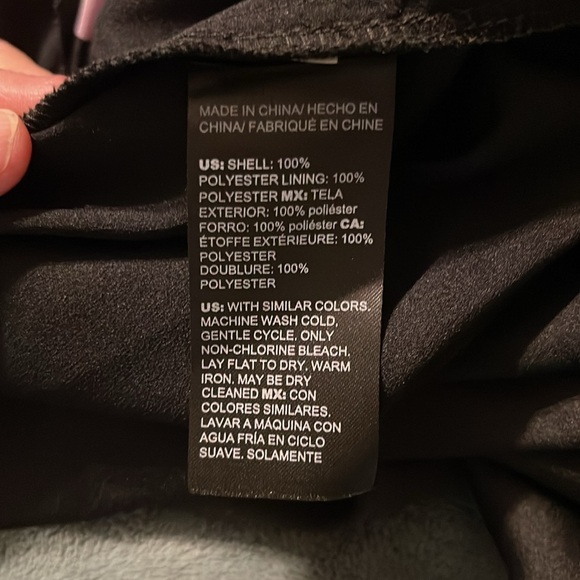 MADE IN CHINA/ HECHO EN
CHINA/ FABRIQUÉ EN CHINE
US: SHELL: 100%
POLYESTER LINING: 100%
POLYESTER MX: TELA
EXTERIOR: 100% poliéster
FORRO: 100% poliéster CA:
ÉTOFFE EXTÉRIEURE: 100%
POLYESTER
DOUBLURE: 100%
POLYESTER
US: WITH SIMILAR COLORS.
MACHINE WASH COLD,
GENTLE CYCLE. ONLY
NON-CHLORINE BLEACH.
LAY FLAT TO DRY. WARM
IRON. MAY BE DRY
CLEANED MX: CON
COLORES SIMILARES.
LAVAR A MÁQUINA CON
AGUA FRÍA EN CICLO
SUAVE. SOLAMENTE